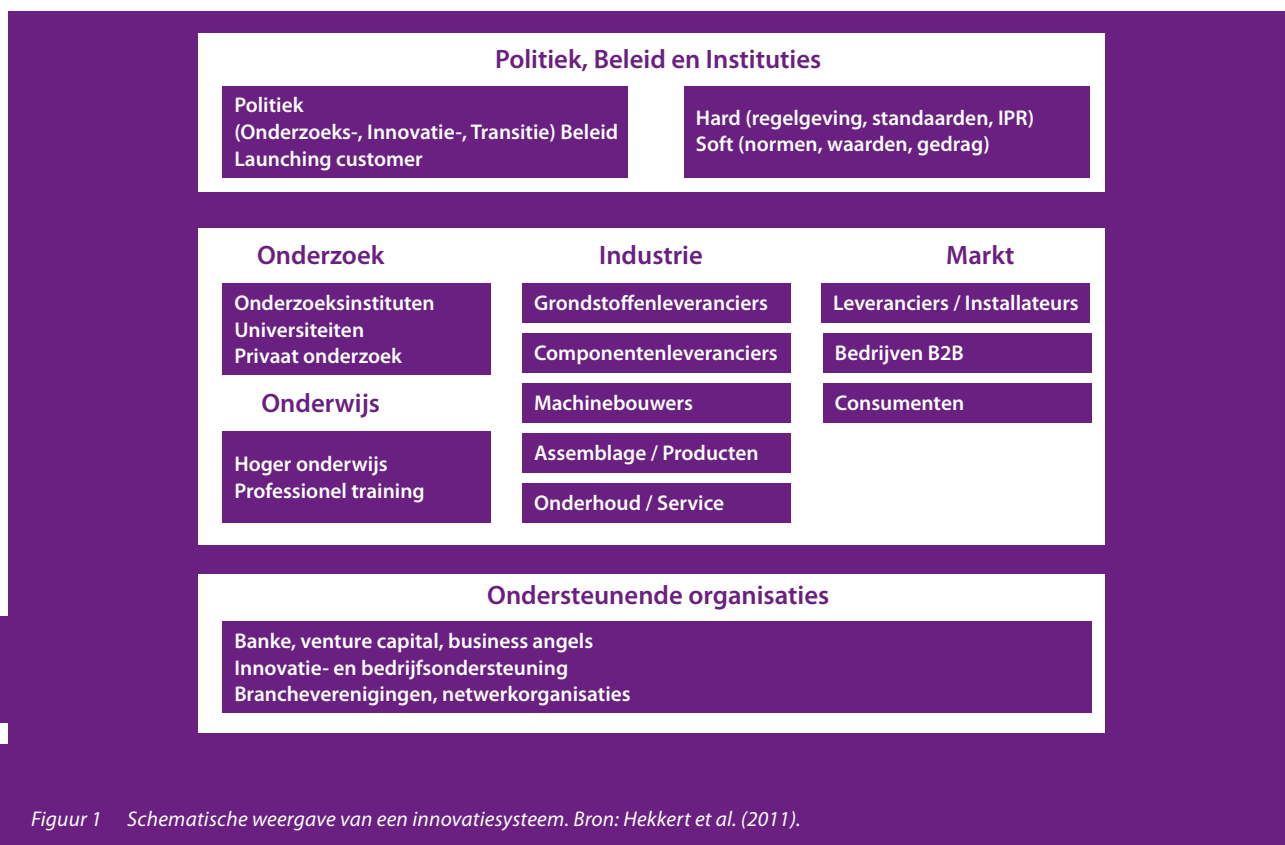 Politiek, Beleid en Instituties
Politiek
(Onderzoeks-, Innovatie-, Transitie) Beleid
Launching customer
Hard (regelgeving, standaarden, IPR)
Soft (normen, waarden, gedrag)
Onderzoek
Onderzoeksinstituten
Universiteiten
Privaat onderzoek
Onderwijs
Hoger onderwijs
Professionel training
Industrie
Grondstoffenleveranciers
Componentenleveranciers
Machinebouwers
Assemblage / Producten
Onderhoud / Service
Markt
Leveranciers / Installateurs
Bedrijven B2B
Consumenten
Ondersteunende organisaties
Banke, venture capital, business angels
Innovatie- en bedrijfsondersteuning
Brancheverenigingen, netwerkorganisaties
Figuur 1 Schematische weergave van een innovatiesysteem. Bron: Hekkert et al. (2011).